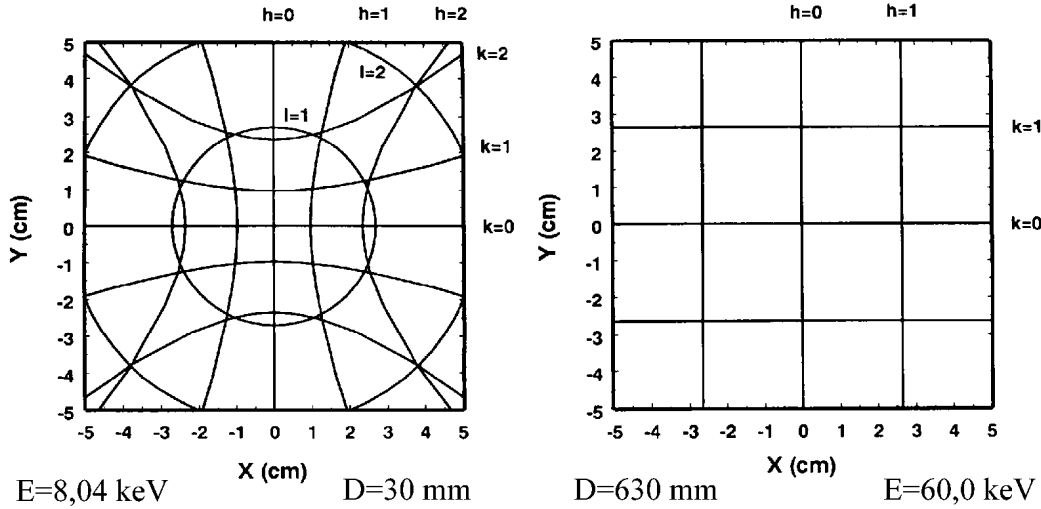 h=0 h=1 h=2
5
k=2
4
l=2
3
l=1
2
k=1
1
0
k=0
-1
-2
-3
-4
-5
-5 -4 -3 -2 -1 0 1 2 3 4 5
Y (cm)
X (cm)
E=8,04 keV D=30 mm
h=0 h=1
5
4
3
k=1
2
1
0
k=0
-1
-2
-3
-4
-5
-5 -4 -3 -2 -1 0 1 2 3 4 5
Y (cm)
X (cm)
D=630 mm E=60,0 keV